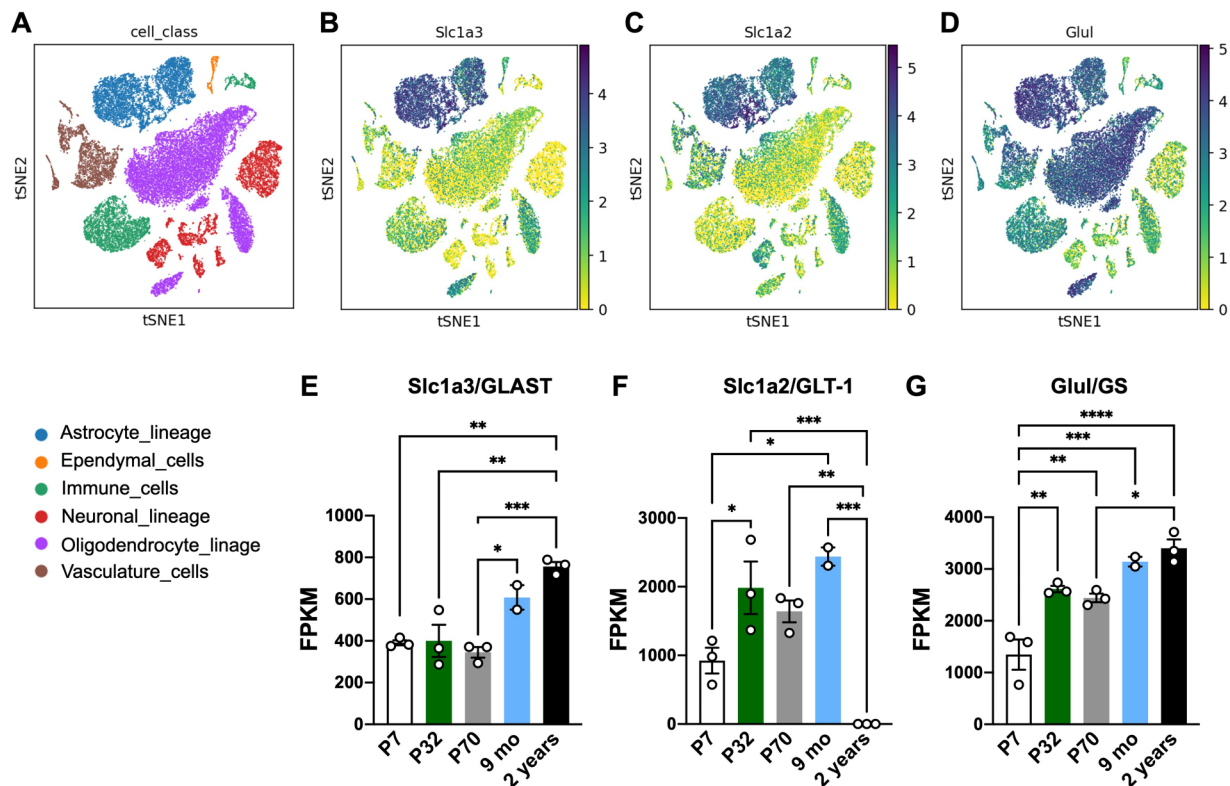 A
cell_class
tSNE2
tSNE1
B
Slc1a3
tSNE2
tSNE1
4
3
2
1
0
C
Slc1a2
tSNE2
tSNE1
5
4
3
2
1
0
D
Glul
tSNE2
tSNE1
5
4
3
2
1
0
Astrocyte_lineage
Ependymal_cells
Immune_cells
Neuronal_lineage
Oligodendrocyte_linage
Vasculature_cells
E
Slc1a3/GLAST
**
**
***
*
FPKM
1000
800
600
400
200
0
P7
P32
P70
9 mo
2 years
F
Slc1a2/GLT-1
***
*
**
*
***
FPKM
3000
2000
1000
0
P7
P32
P70
9 mo
2 years
G
Glul/GS
****
***
**
**
*
FPKM
4000
3000
2000
1000
0
P7
P32
P70
9 mo
2 years